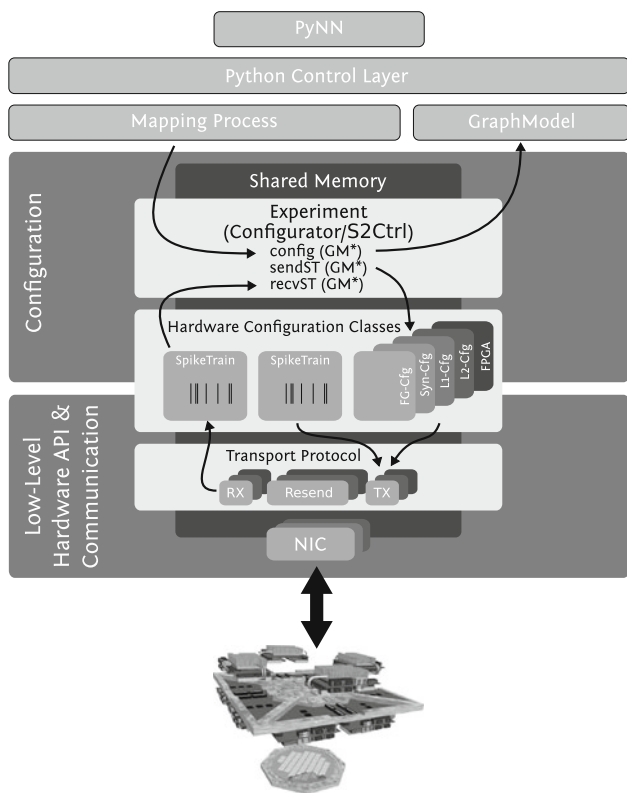 PyNN
Python Control Layer
Mapping Process
GraphModel
Configuration
Shared Memory
Experiment
(Configurator/S2Ctrl)
config (GM*)
sendST (GM*)
recvST (GM*)
Hardware Configuration Classes
SpikeTrain
SpikeTrain
FG-Cfg
Syn-Cfg
L1-Cfg
L2-Cfg
FPGA
Low-Level
Hardware API &
Communication
Transport Protocol
RX
Resend
TX
NIC